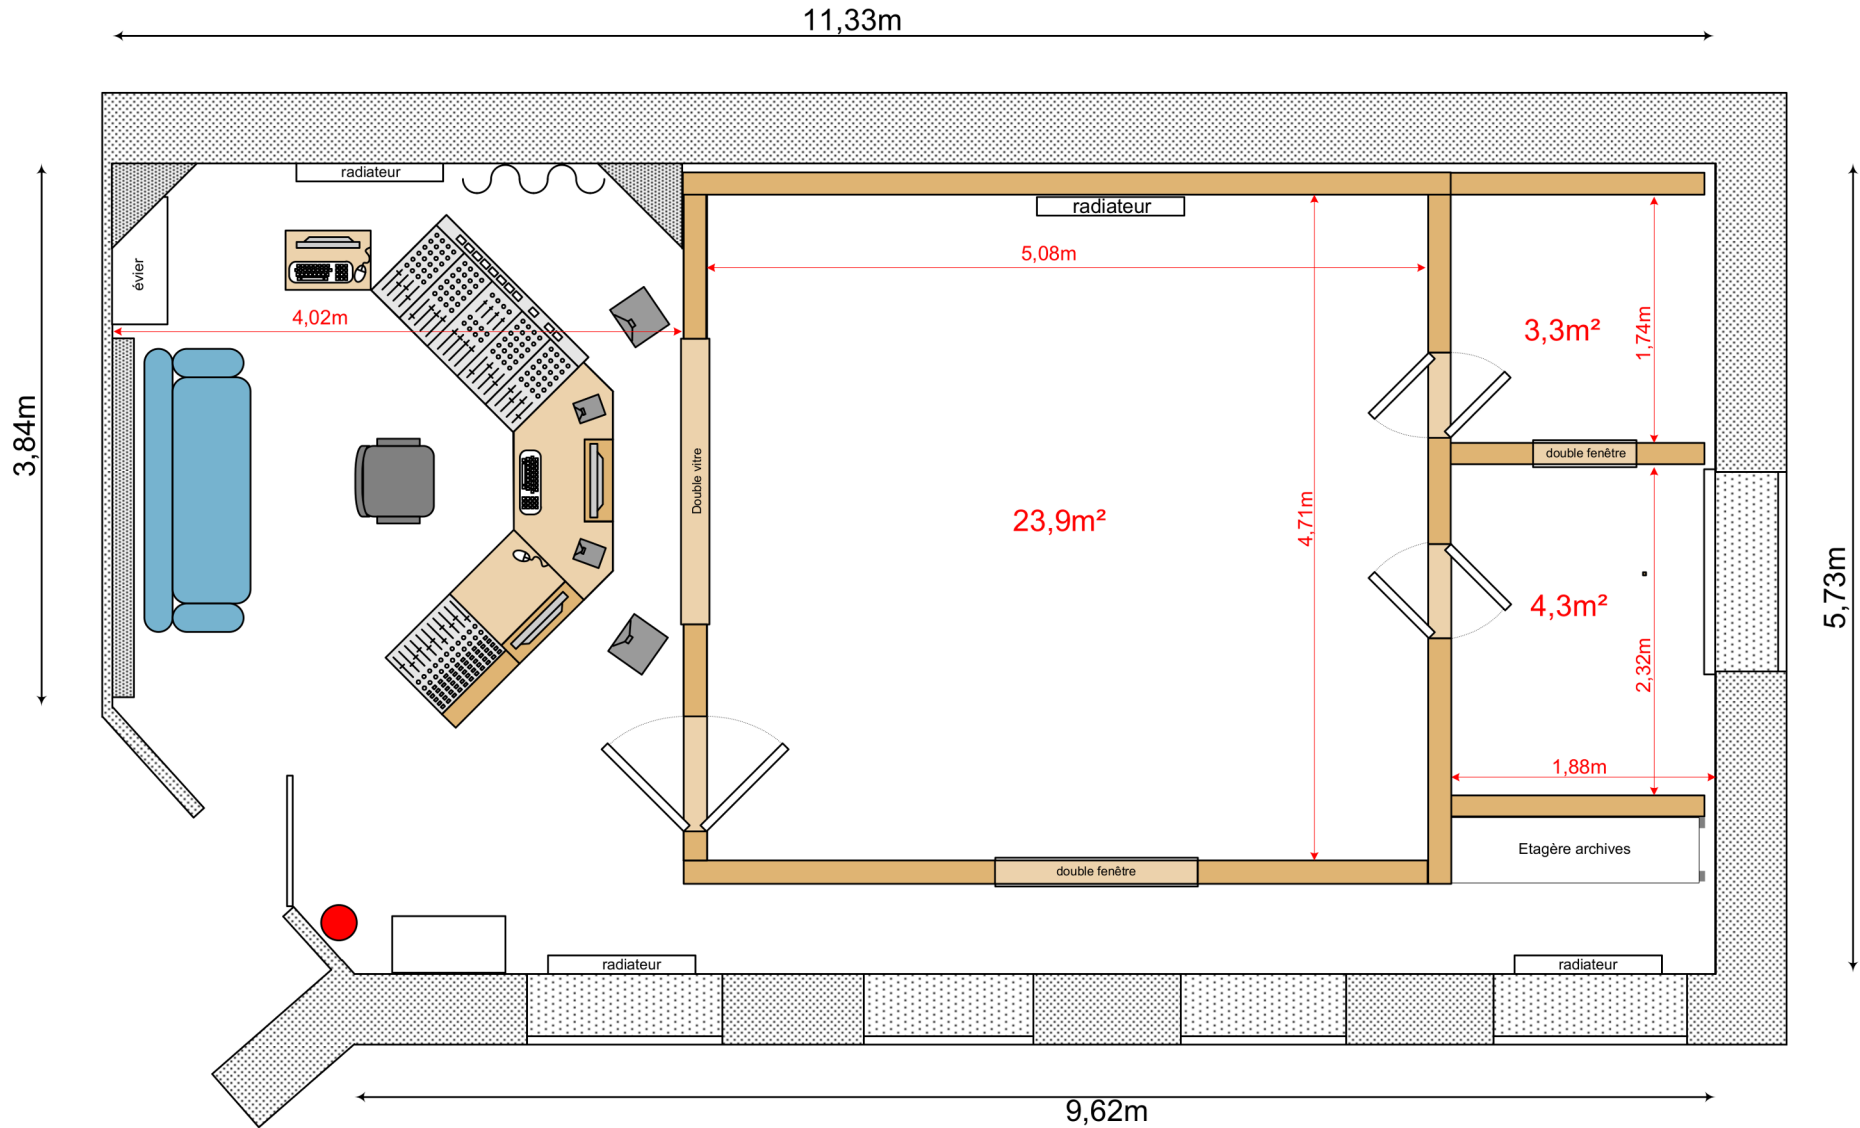 11,33m
radiateur
radiateur
évier
5,08m
4,02m
3,84m
3,3m²
1,74m
double fenêtre
Double vitre
23,9m²
4,71m
4,3m²
5,73m
2,32m
1,88m
Etagère archives
double fenêtre
radiateur
radiateur
9,62m